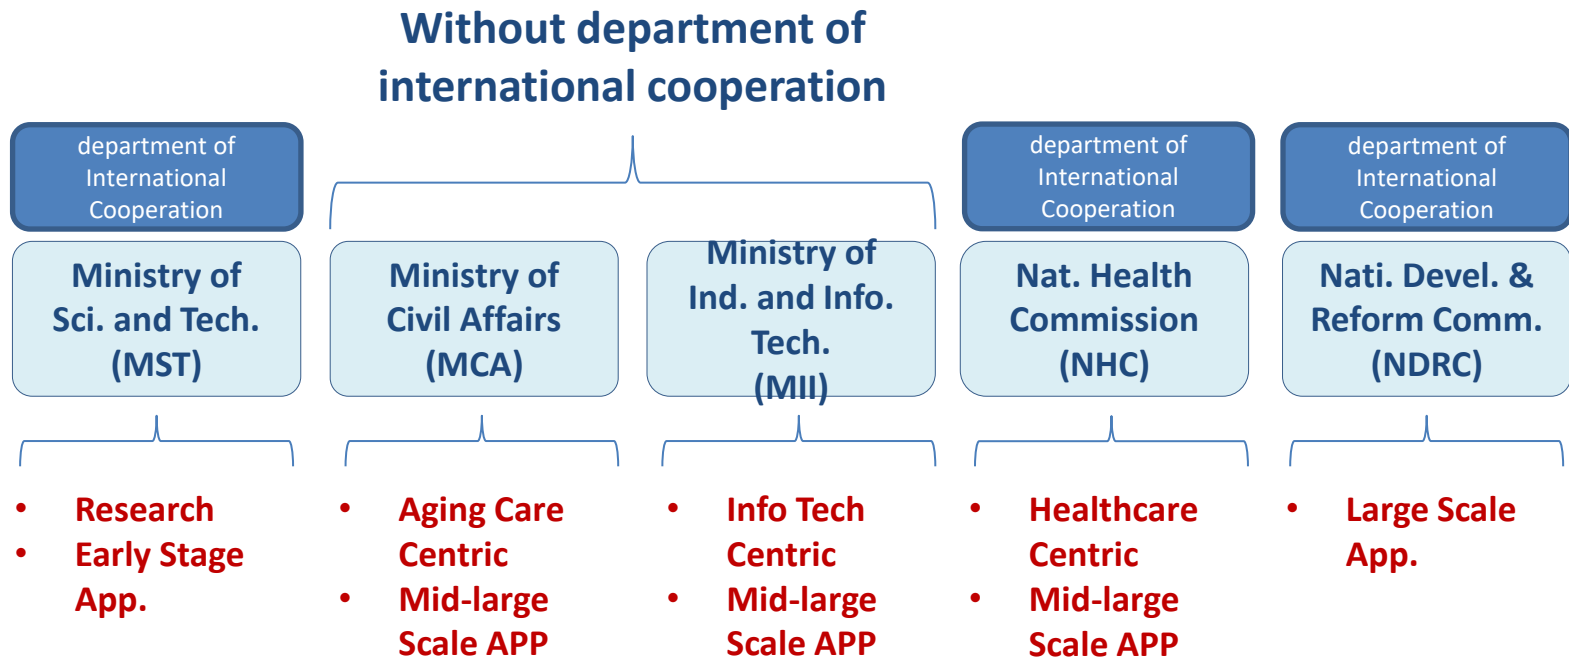 Without department of
international cooperation
department of
International
Cooperation
department of
International
Cooperation
department of
International
Cooperation
Ministry of
Sci. and Tech.
(MST)
Ministry of
Civil Affairs
(MCA)
Ministry of
Ind. and Info.
Tech.
(MII)
Nat. Health
Commission
(NHC)
Nati. Devel. &
Reform Comm.
(NDRC)
• Research
• Early Stage
App.
• Aging Care
Centric
• Mid-large
Scale APP
• Info Tech
Centric
• Mid-large
Scale APP
• Healthcare
Centric
• Mid-large
Scale APP
• Large Scale
App.